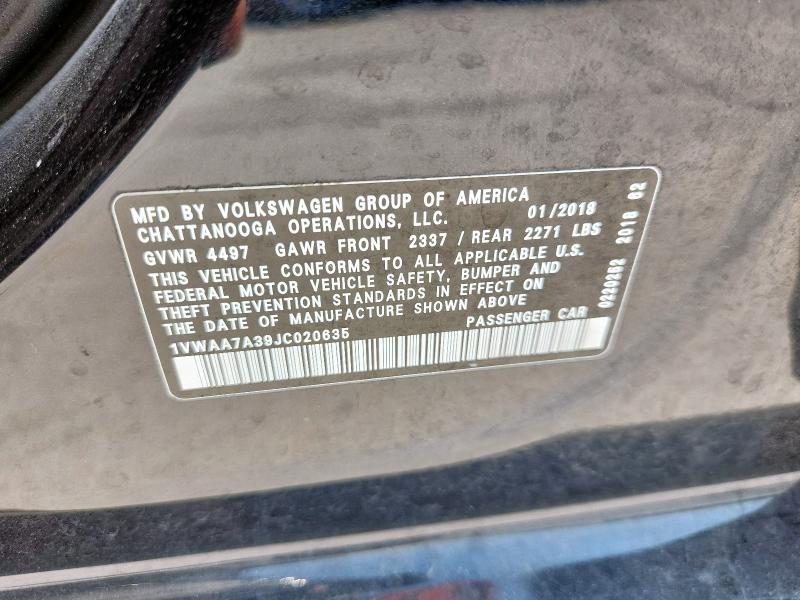 MFD BY VOLKSWAGEN GROUP OF AMERICA
CHATTANOOGA OPERATIONS, LLC. 01/2018
GVWR 4497 GAWR FRONT 2337 / REAR 2271 LBS
THIS VEHICLE CONFORMS TO ALL APPLICABLE U.S.
FEDERAL MOTOR VEHICLE SAFETY, BUMPER AND
THEFT PREVENTION STANDARDS IN EFFECT ON
THE DATE OF MANUFACTURE SHOWN ABOVE
1VWAA7A39JC020635 PASSENGER CAR
0220262 2018 02